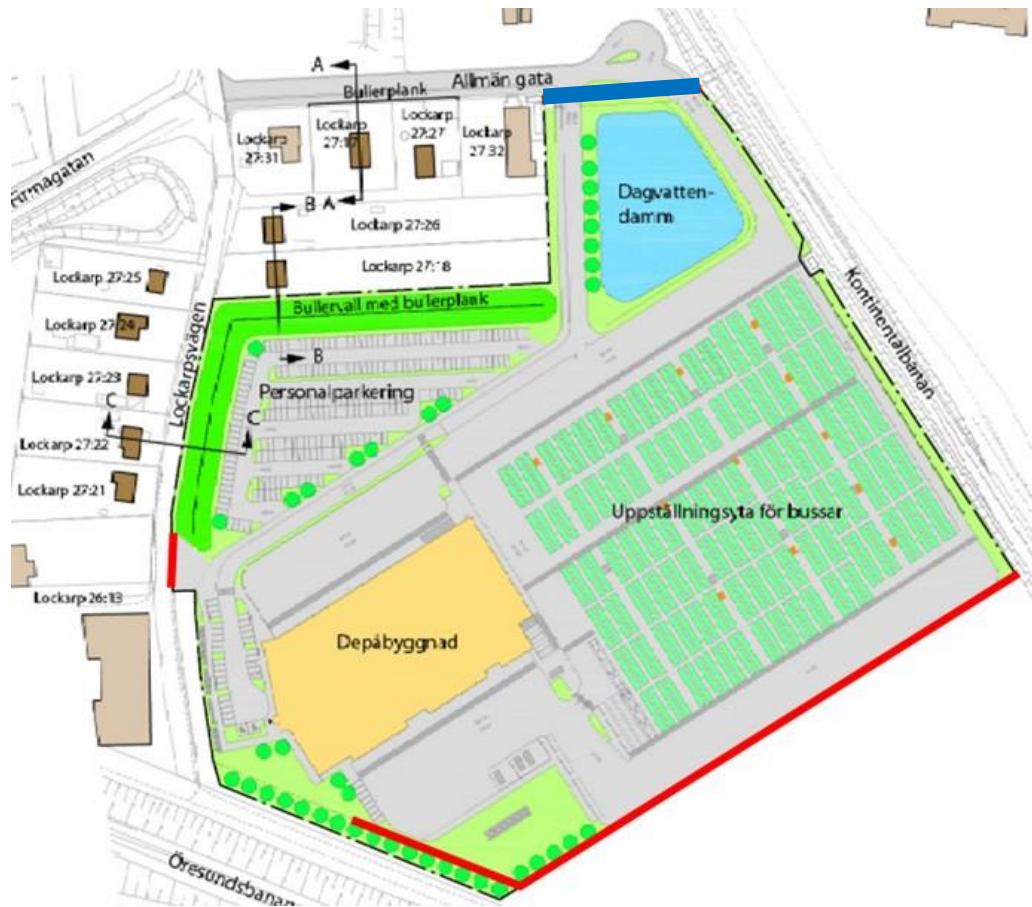 A
Allmän gata
Bullerplank
Lockarp
27:31
Lockarp
27:17
Lockarp
27:27
Lockarp
27:32
B A
Lockarp 27:26
Lockarp 27:18
Dagvatten-
damm
Lockarp 27:25
Lockarp 27:24
Lockarp 27:23
Lockarp 27:22
Lockarp 27:21
Lockarpsvägen
Bullervall med bullerplank
B
Personalparkering
C
C
Kontinentalbanan
Uppställningsyta för bussar
Lockarp 26:13
Depåbyggnad
Öresundsbanan